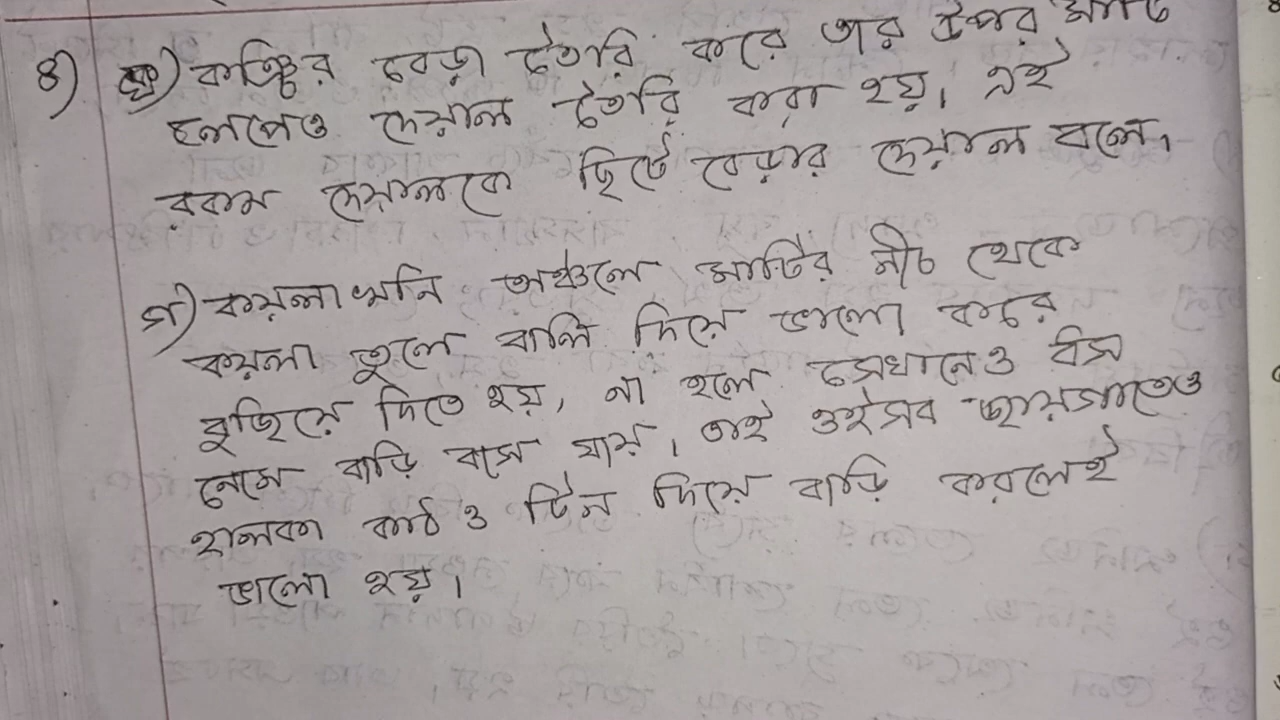 ৪) ঘ) কঞ্চির বেড়া তৈরি করে তার উপর মাটি
লেপেও দেয়াল তৈরি করা হয়। এই
রকম দেয়ালকে ছিটে বেড়ার দেয়াল বলে।
গ) কয়লাখনি অঞ্চলে মাটির নীচ থেকে
কয়লা তুলে বালি দিয়ে ভালো করে
বুজিয়ে দিতে হয়, না হলে সেখানেও ধস
নেমে বাড়ি বসে যায়। তাই ওইসব জায়গাতেও
হালকা কাঠ ও টিন দিয়ে বাড়ি করলেই
ভালো হয়।